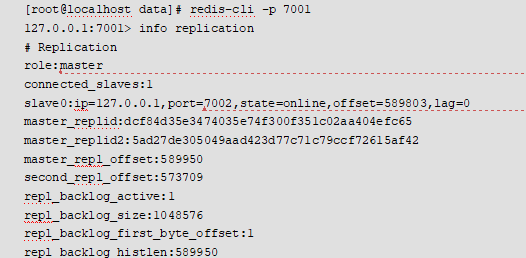 [root@localhost data]# redis-cli -p 7001
127.0.0.1:7001> info replication
# Replication
role:master
connected_slaves:1
slave0:ip=127.0.0.1,port=7002,state=online,offset=589803,lag=0
master_replid:dcf84d35e3474035e74f300f351c02aa404efc65
master_replid2:5ad27de305049aad423d77c71c79ccf72615af42
master_repl_offset:589950
second_repl_offset:573709
repl_backlog_active:1
repl_backlog_size:1048576
repl_backlog_first_byte_offset:1
repl_backlog_histlen:589950